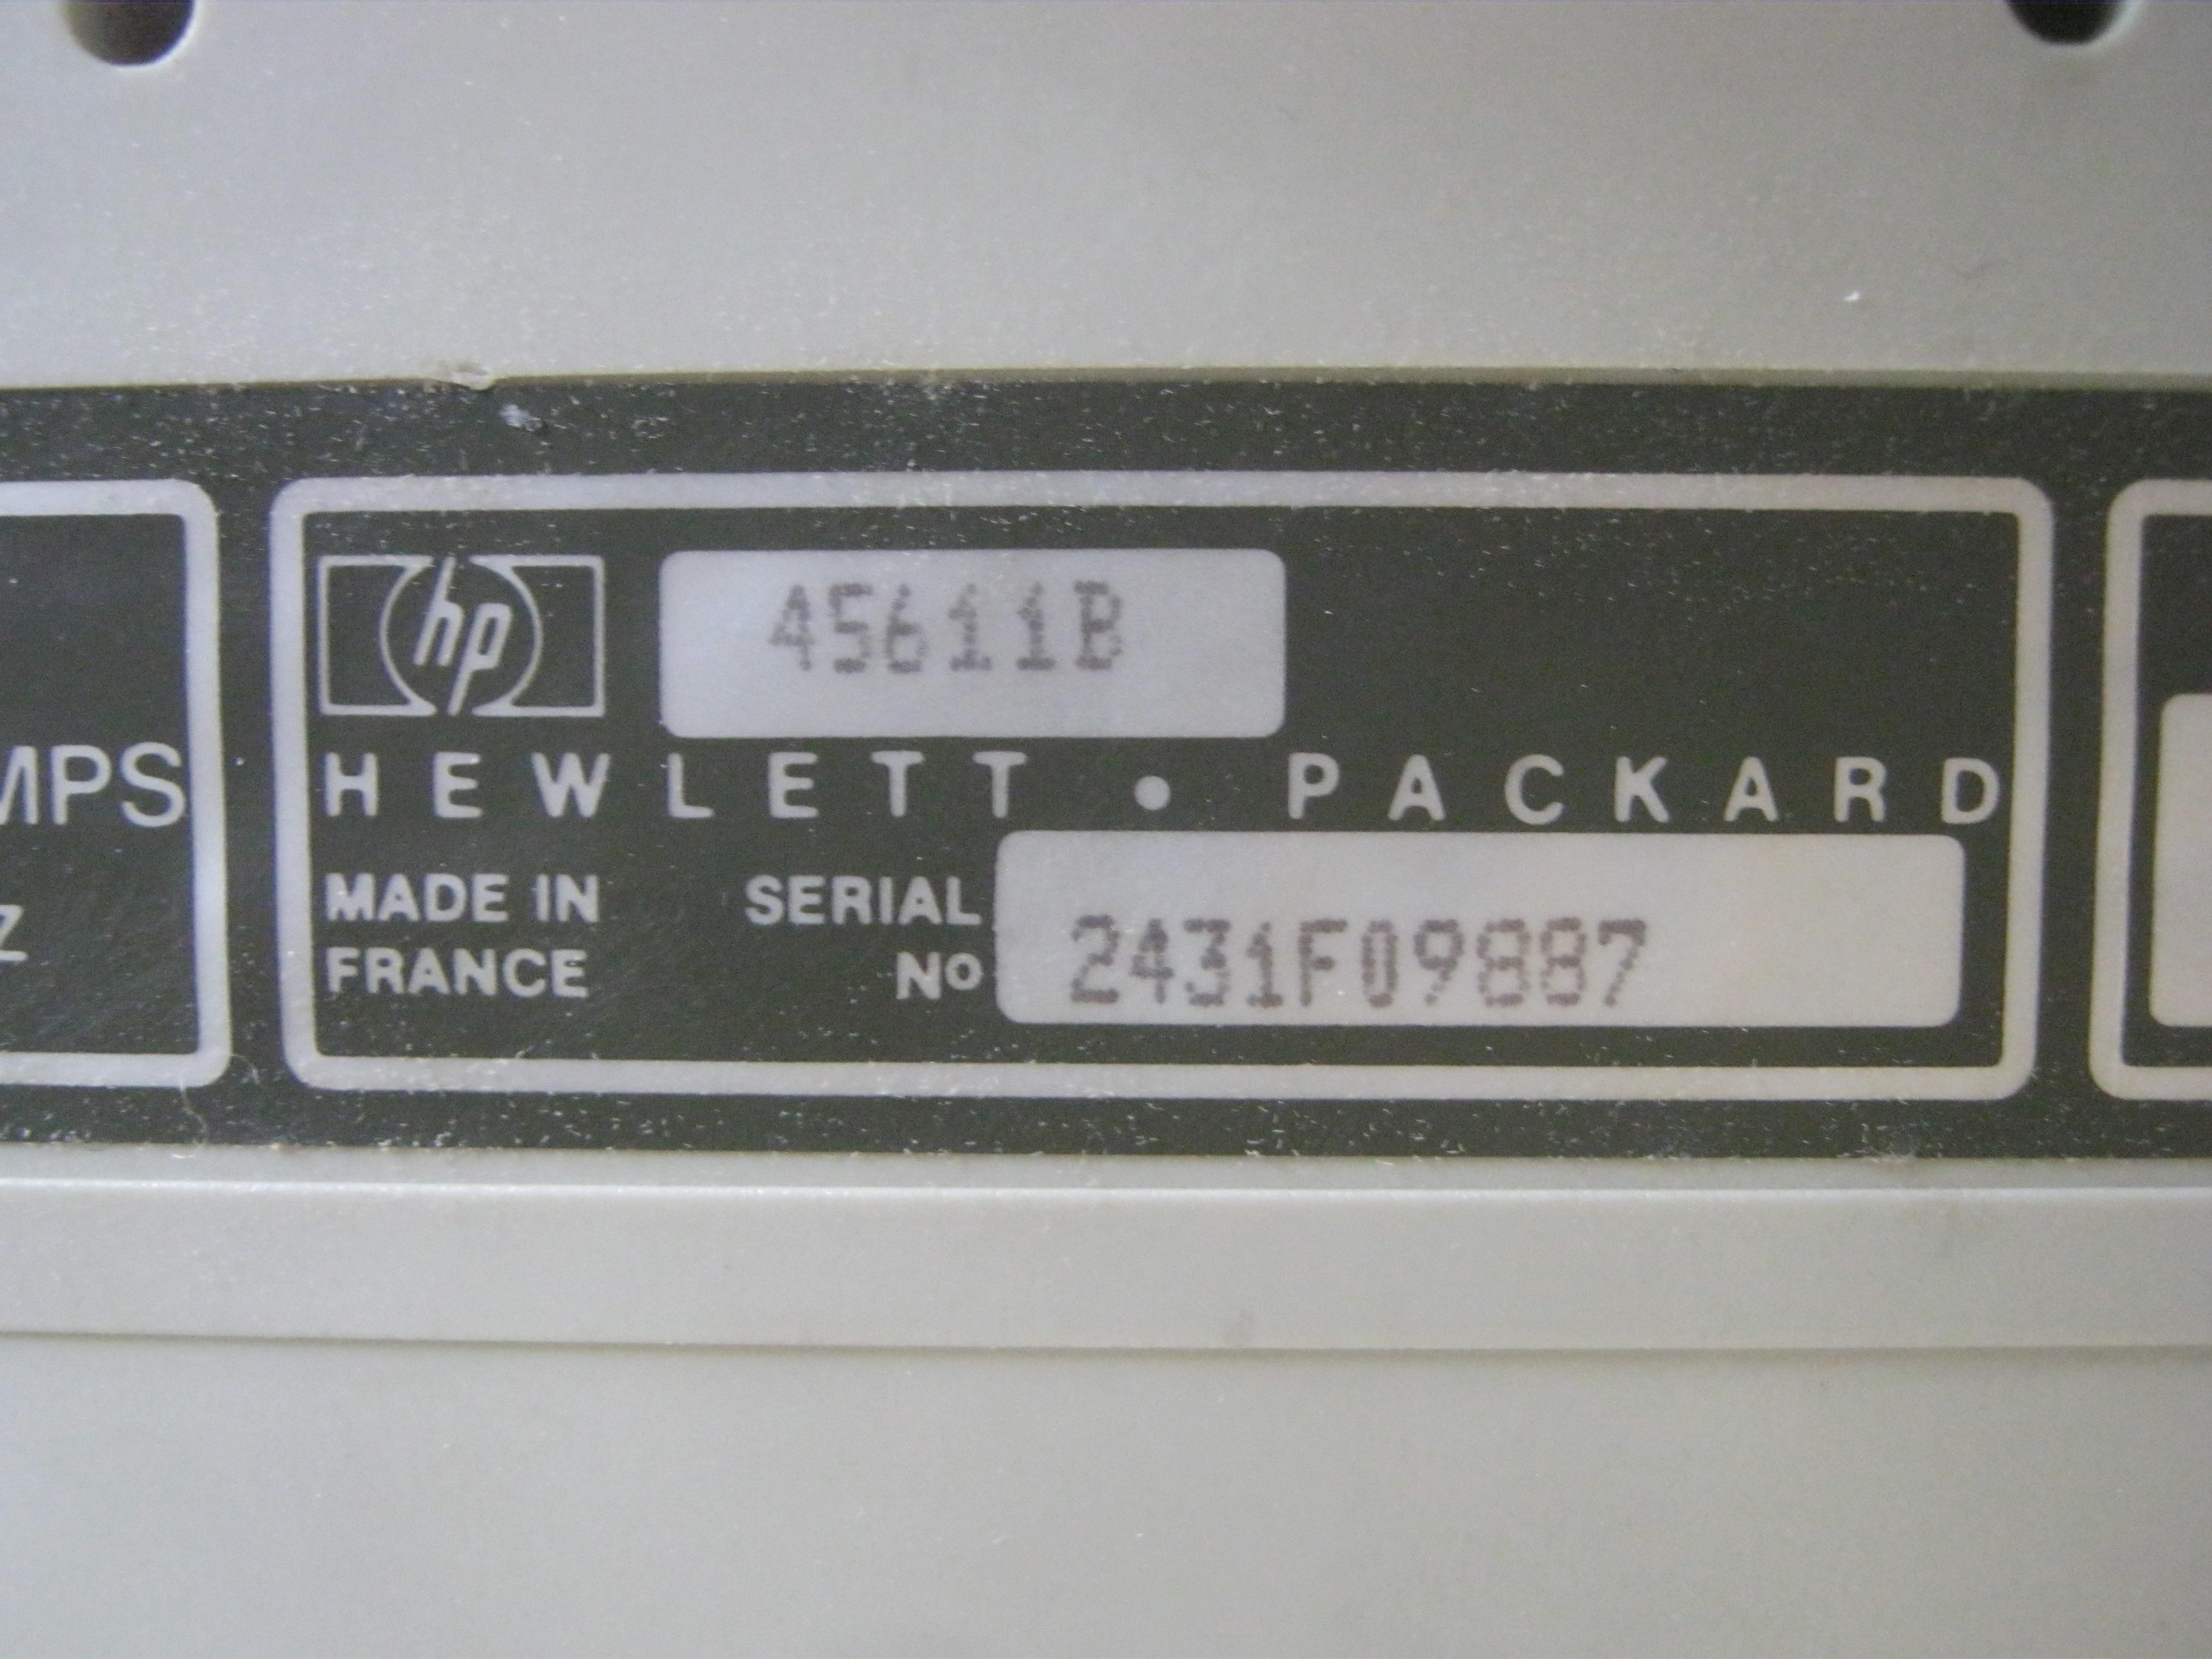 hp 45611B
HEWLETT • PACKARD
MADE IN SERIAL
FRANCE No 2431F09887
MPS
Z